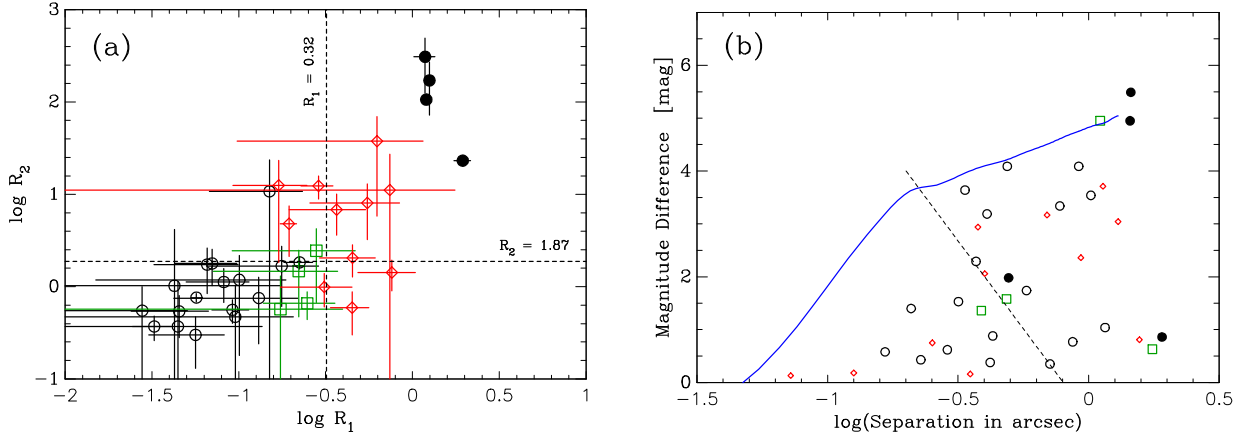 (a)
R1 = 0.32
R2 = 1.87
3
2
1
0
−1
log R2
−2
−1.5
−1
−0.5
0
0.5
1
log R1
(b)
6
4
2
0
Magnitude Difference [mag]
−1.5
−1
−0.5
0
0.5
log(Separation in arcsec)